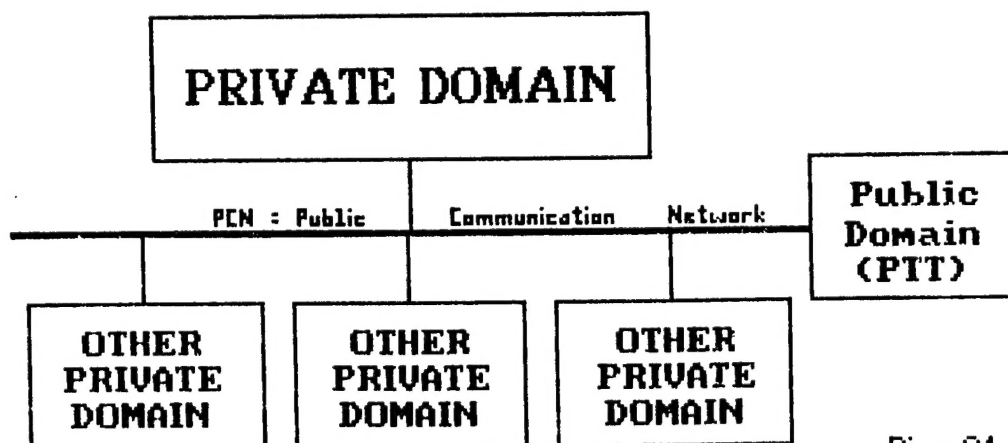 PRIVATE DOMAIN
PCN = Public Communication Network
Public
Domain
(PTT)
OTHER
PRIVATE
DOMAIN
OTHER
PRIVATE
DOMAIN
OTHER
PRIVATE
DOMAIN